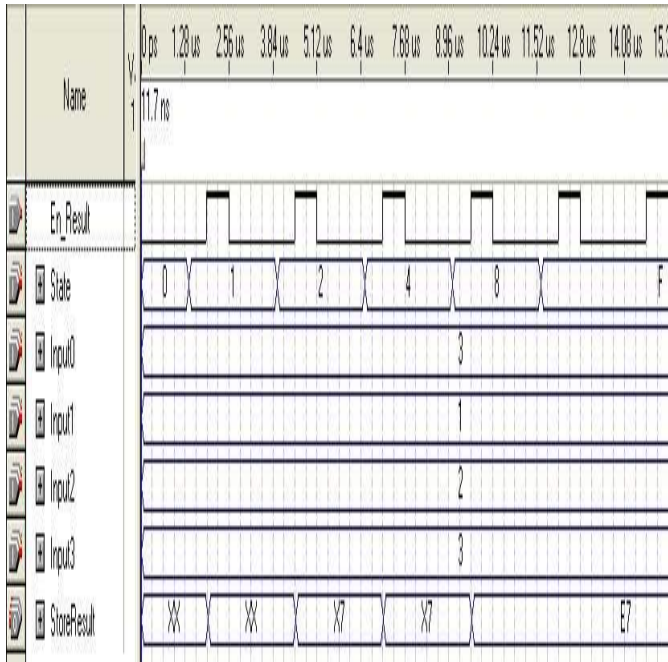 Name
V.
1
0 ps 1.28 us 2.56 us 3.84 us 5.12 us 6.4 us 7.68 us 8.96 us 10.24 us 11.52 us 12.8 us 14.08 us 15.3
11.7 ns
En_Result
State 0 1 2 4 8 F
Input0 3
Input1 1
Input2 2
Input3 3
StoreResult XX XX X7 X7 E7